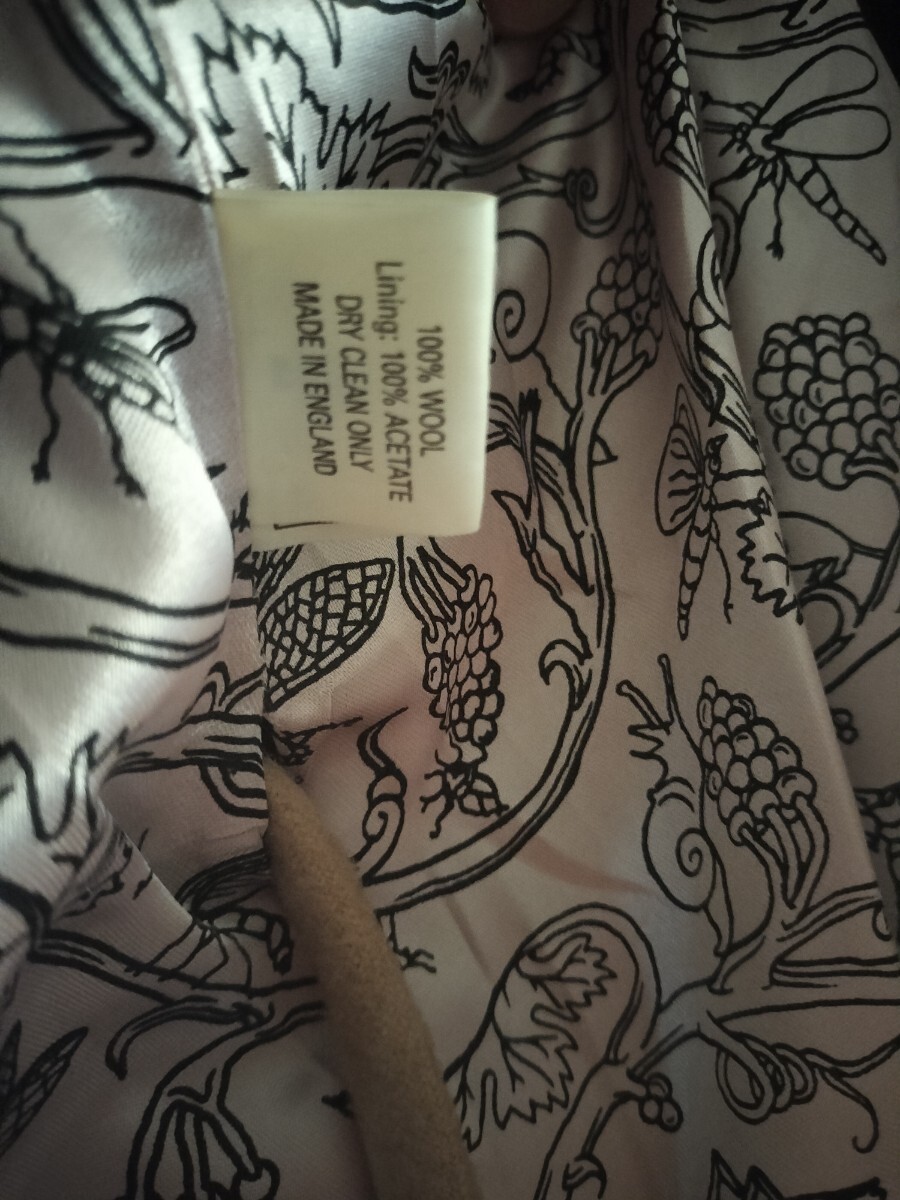 100% WOOL
Lining: 100% ACETATE
DRY CLEAN ONLY
MADE IN ENGLAND